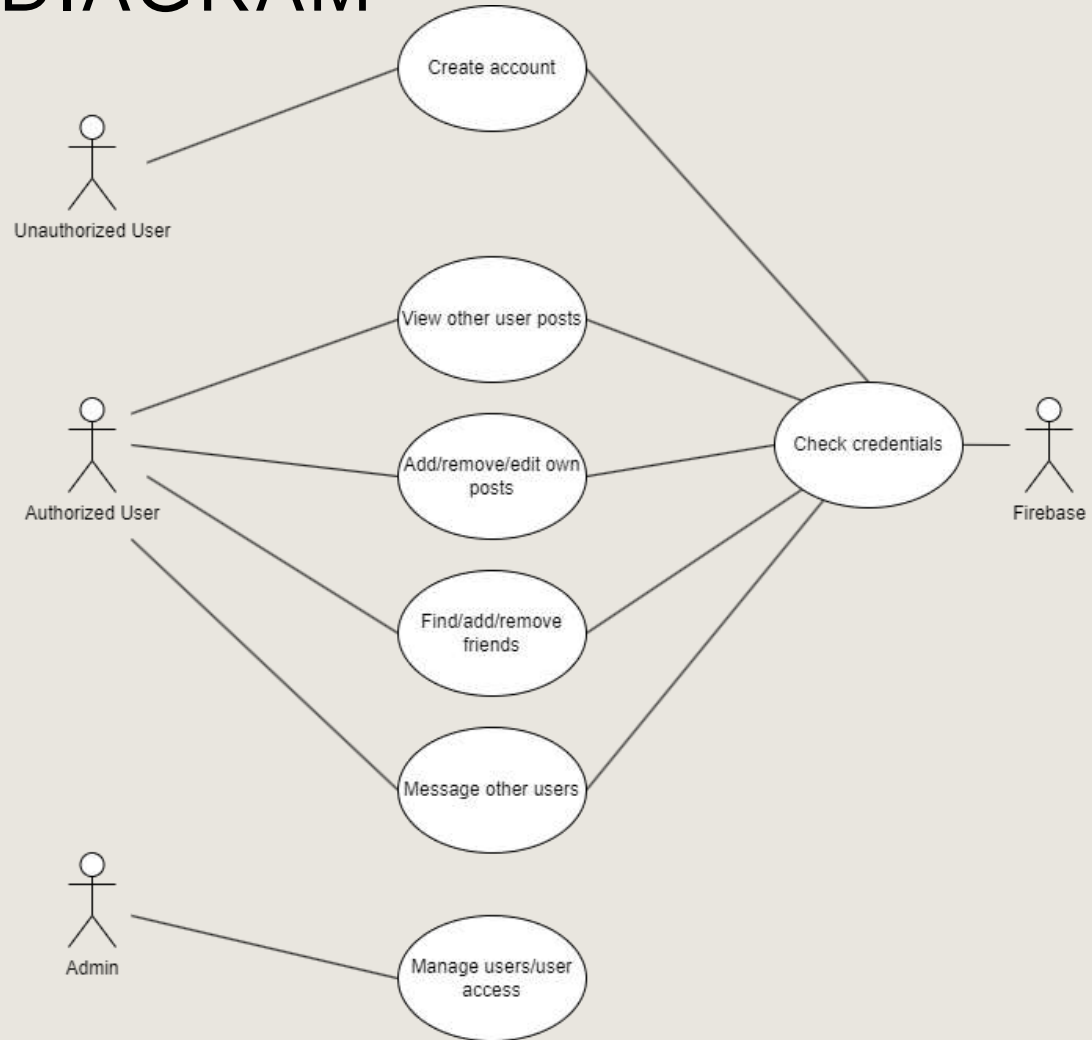 DIAGRAM
Create account
Unauthorized User
View other user posts
Authorized User
Add/remove/edit own
posts
Check credentials
Firebase
Find/add/remove
friends
Message other users
Admin
Manage users/user
access